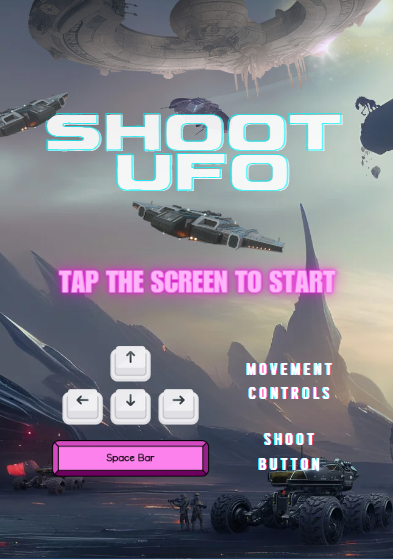 SHOOT
UFO
TAP THE SCREEN TO START
↑
← ↓ →
MOVEMENT
CONTROLS
Space Bar
SHOOT
BUTTON